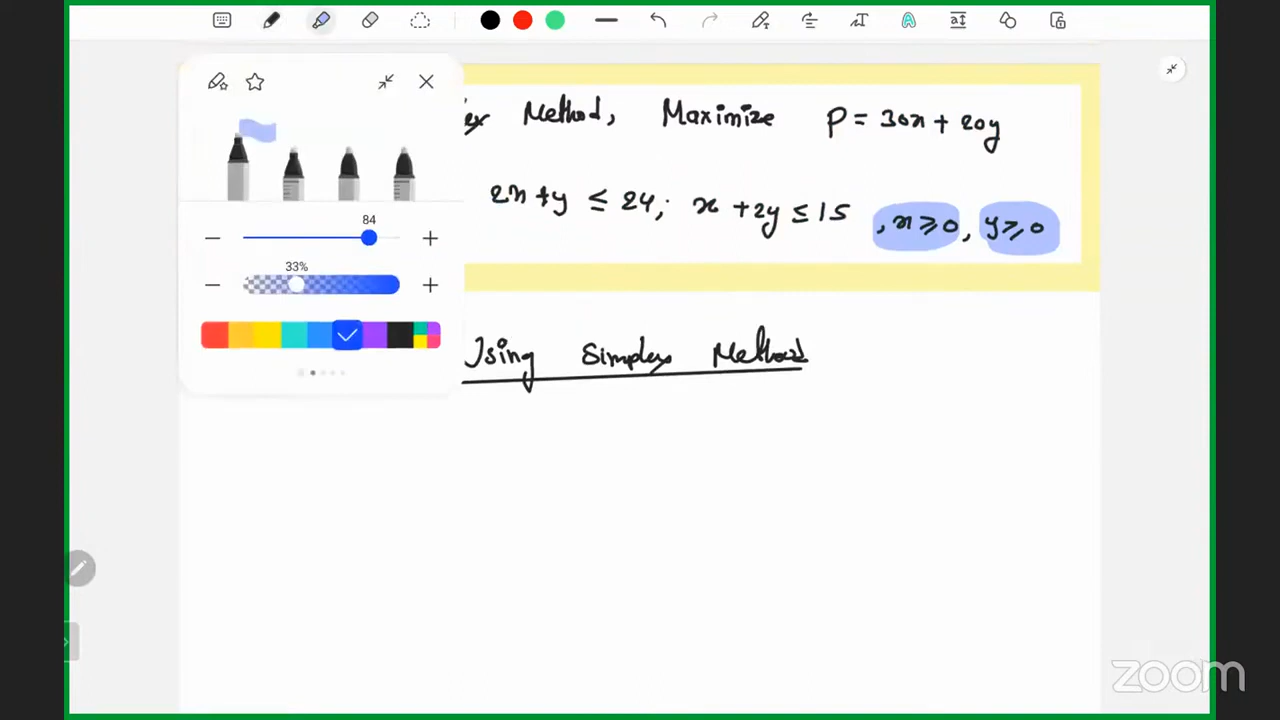 84
33%
Method, Maximize P = 30x + 20y
2x + y ≤ 24; x + 2y ≤ 15 , x ≥ 0, y ≥ 0
Using Simplex Method
zoom